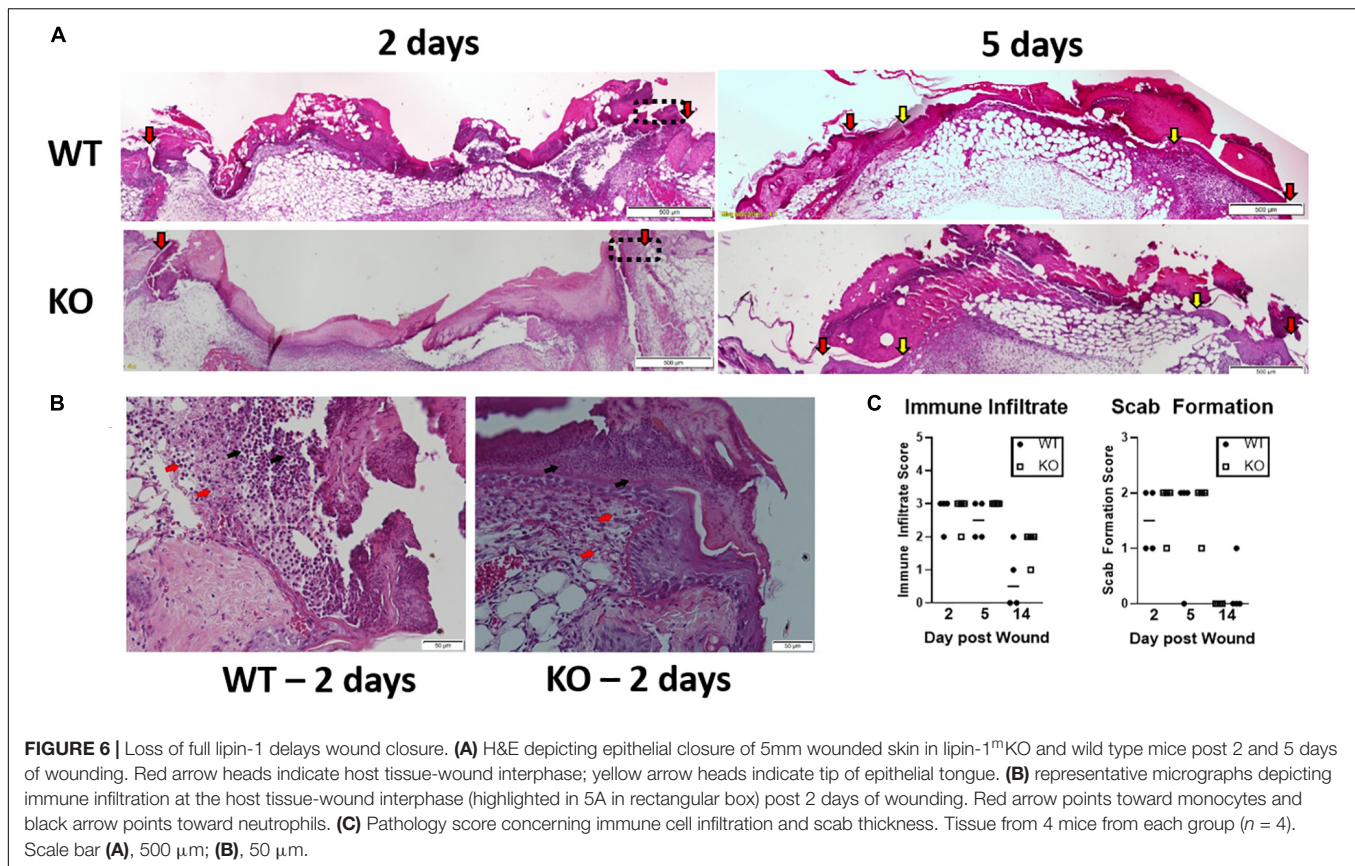 A
2 days
5 days
WT
500 µm
500 µm
KO
500 µm
500 µm
B
50 µm
50 µm
WT – 2 days
KO – 2 days
C
Immune Infiltrate
Scab Formation
Immune Infiltrate Score
5
4
3
2
1
0
WT
KO
2 5 14
Day post Wound
Scab Formation Score
3
2
1
0
WT
KO
2 5 14
Day post Wound
FIGURE 6 | Loss of full lipin-1 delays wound closure. (A) H&E depicting epithelial closure of 5mm wounded skin in lipin-1ᵐKO and wild type mice post 2 and 5 days
of wounding. Red arrow heads indicate host tissue-wound interphase; yellow arrow heads indicate tip of epithelial tongue. (B) representative micrographs depicting
immune infiltration at the host tissue-wound interphase (highlighted in 5A in rectangular box) post 2 days of wounding. Red arrow points toward monocytes and
black arrow points toward neutrophils. (C) Pathology score concerning immune cell infiltration and scab thickness. Tissue from 4 mice from each group (n = 4).
Scale bar (A), 500 µm; (B), 50 µm.